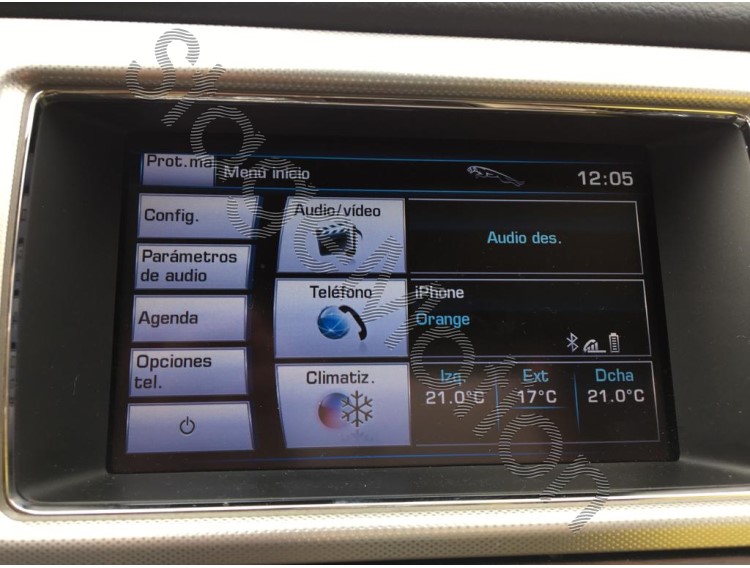 Prot.ma
Menú inicio
12:05
Config.
Audio/vídeo
Audio des.
Parámetros
de audio
Teléfono
iPhone
Orange
Agenda
Opciones
tel.
Climatiz.
Izq
Ext
Dcha
21.0°C
17°C
21.0°C